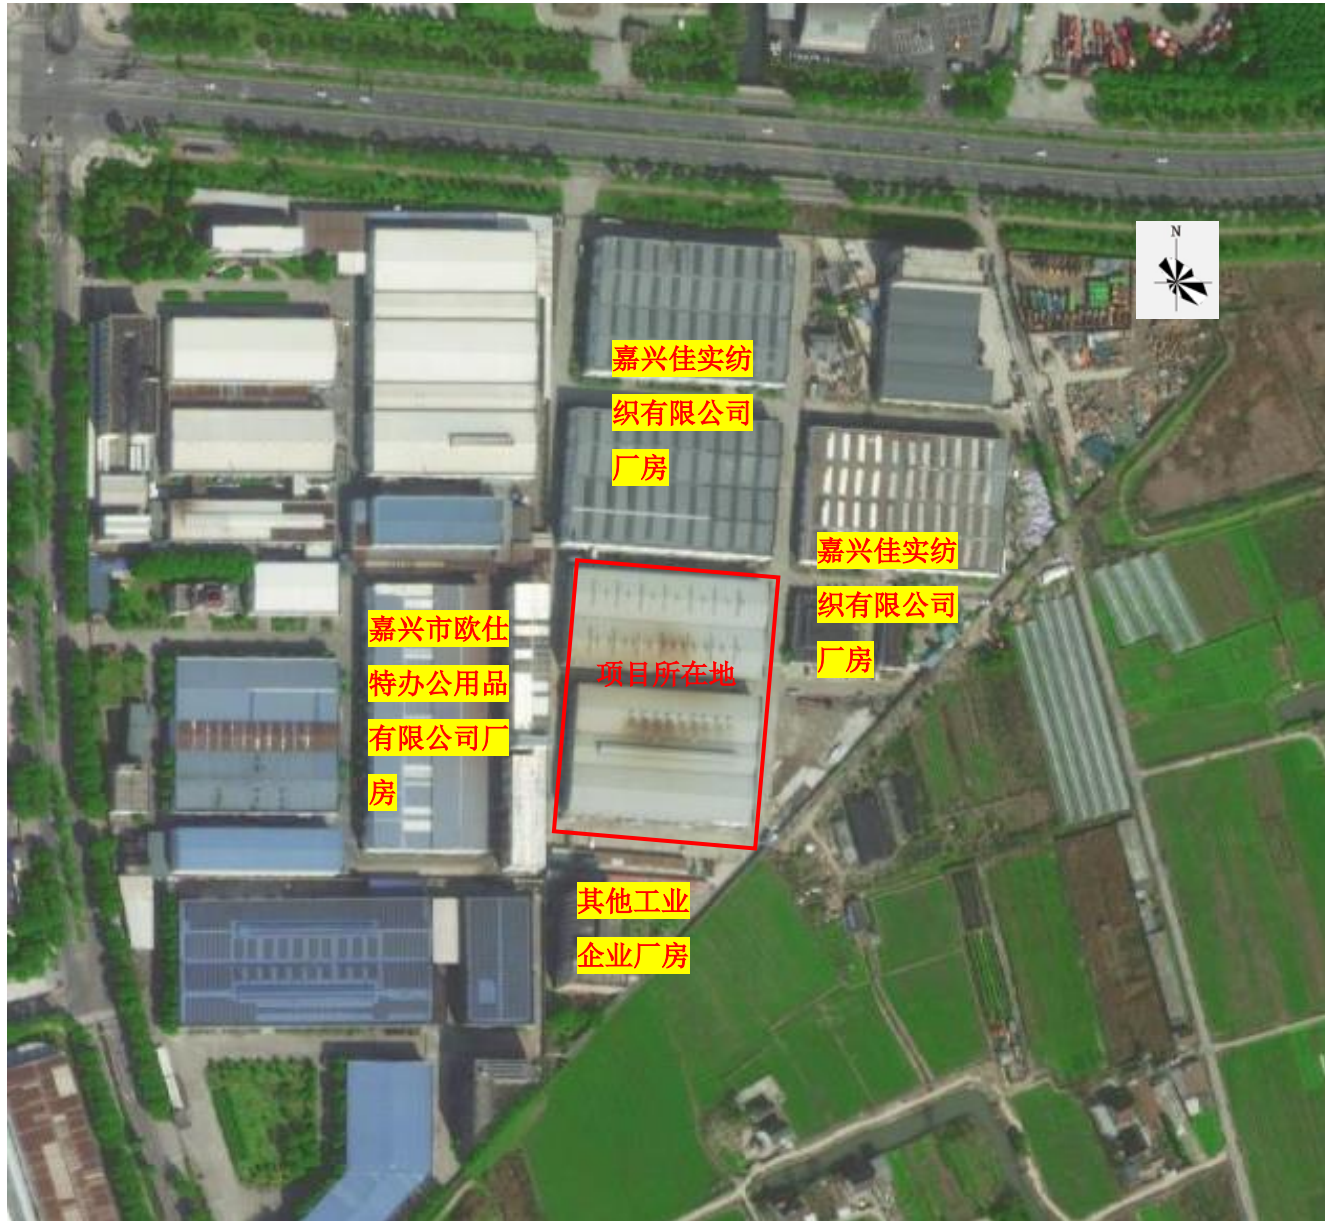 N
嘉兴佳实纺
织有限公司
厂房
嘉兴佳实纺
织有限公司
厂房
嘉兴市欧仕
特办公用品
有限公司厂
房
项目所在地
其他工业
企业厂房